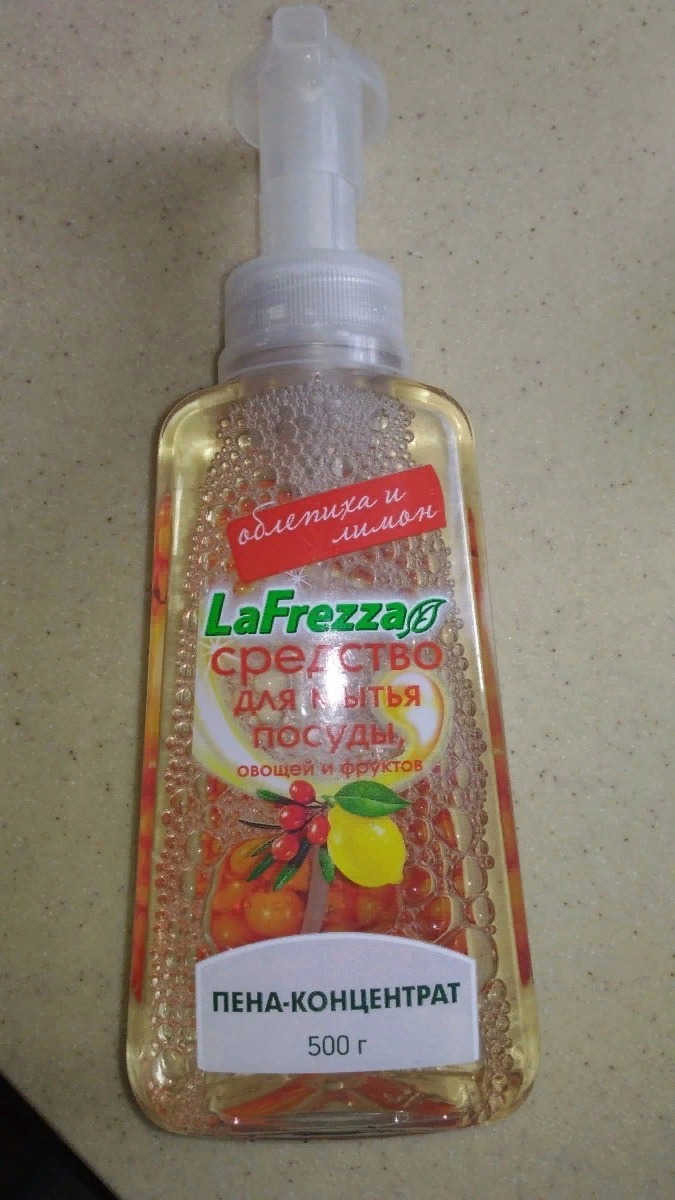 облепиха и
лимон
LaFrezza
средство
для мытья
посуды,
овощей и фруктов
ПЕНА-КОНЦЕНТРАТ
500 г